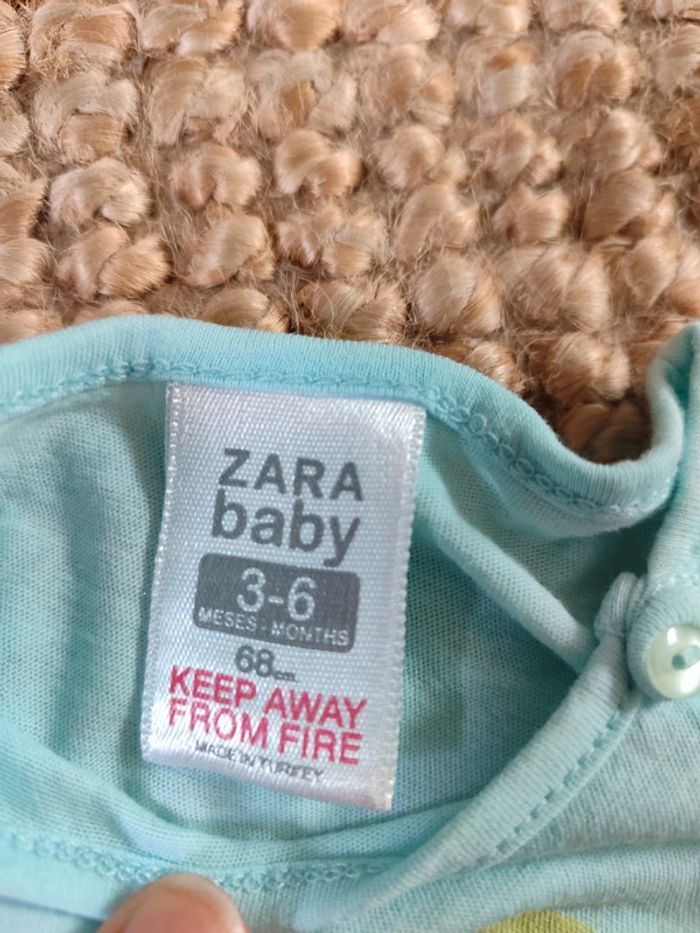 ZARA
baby
3-6
MESES-MONTHS
68cm.
KEEP AWAY
FROM FIRE
MADE IN TURKEY